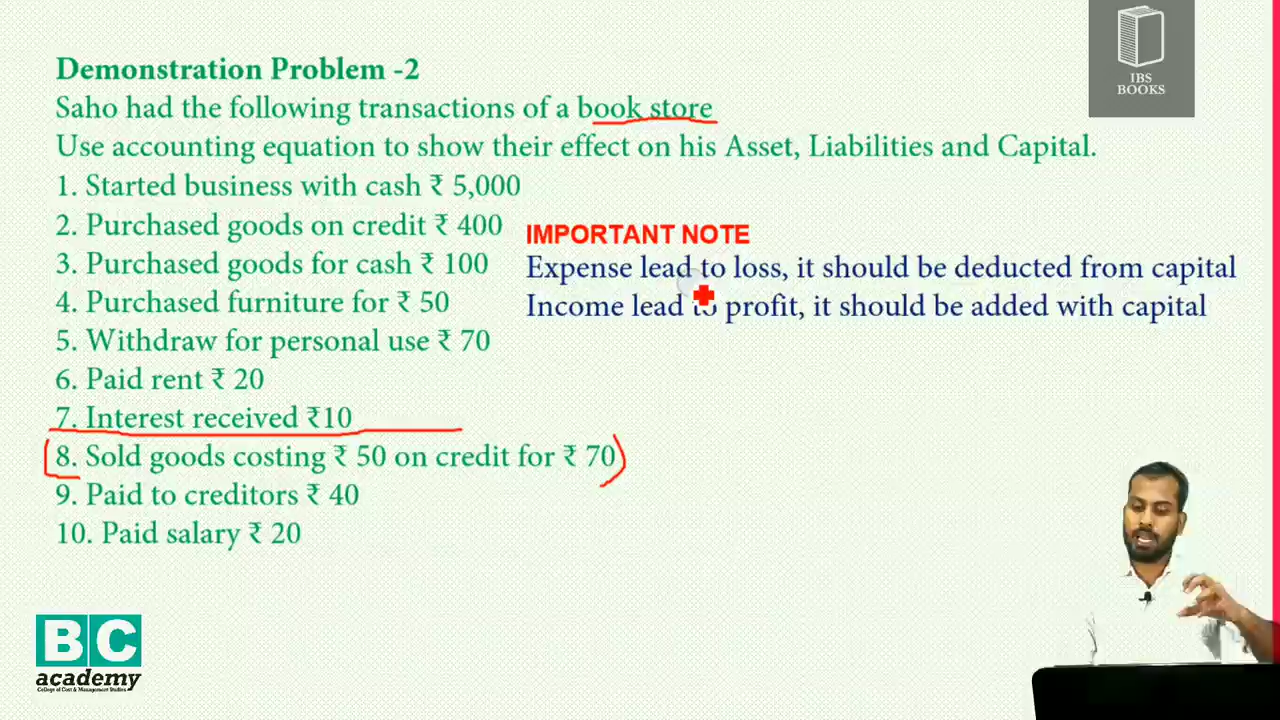 Demonstration Problem -2
Saho had the following transactions of a book store
Use accounting equation to show their effect on his Asset, Liabilities and Capital.
1. Started business with cash ₹ 5,000
2. Purchased goods on credit ₹ 400
3. Purchased goods for cash ₹ 100
4. Purchased furniture for ₹ 50
5. Withdraw for personal use ₹ 70
6. Paid rent ₹ 20
7. Interest received ₹10
8. Sold goods costing ₹ 50 on credit for ₹ 70
9. Paid to creditors ₹ 40
10. Paid salary ₹ 20
IMPORTANT NOTE
Expense lead to loss, it should be deducted from capital
Income lead to profit, it should be added with capital
IBS
BOOKS
BC
academy
College of Cost & Management Studies